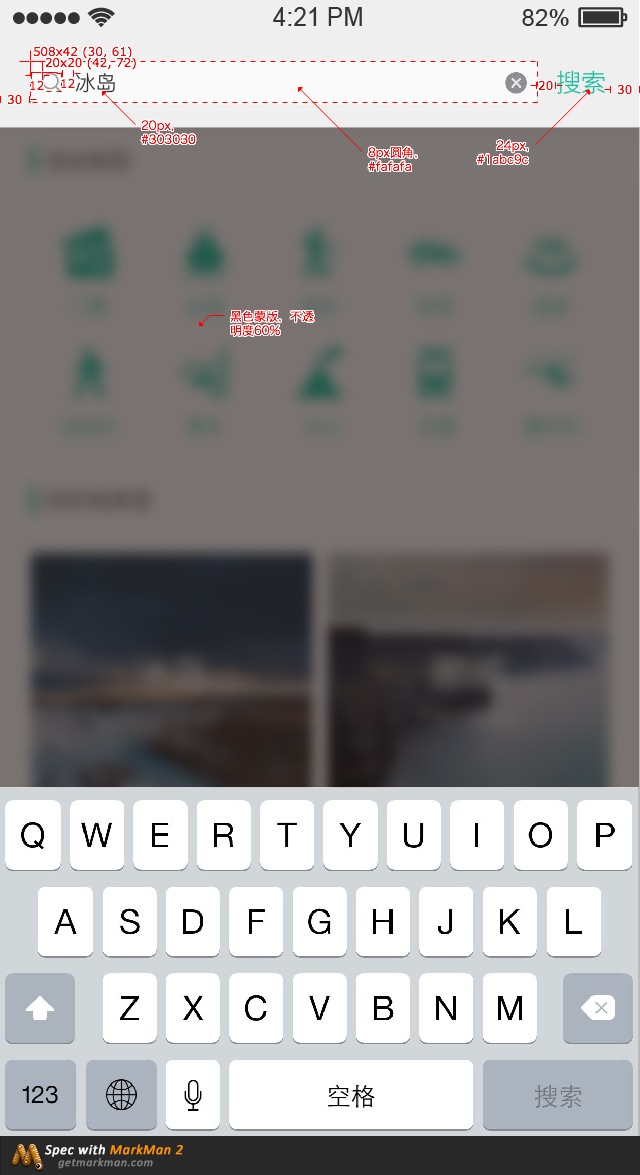 4:21 PM 82%
508x42 (30, 61)
20x20 (42, 72)
12 12 冰岛 20 搜索 30
30
20px,
#303030
8px圆角,
#fafafa
24px,
#1abc9c
黑色蒙版, 不透
明度60%
Q W E R T Y U I O P
A S D F G H J K L
Z X C V B N M
123 空格 搜索
Spec with MarkMan 2
getmarkman.com